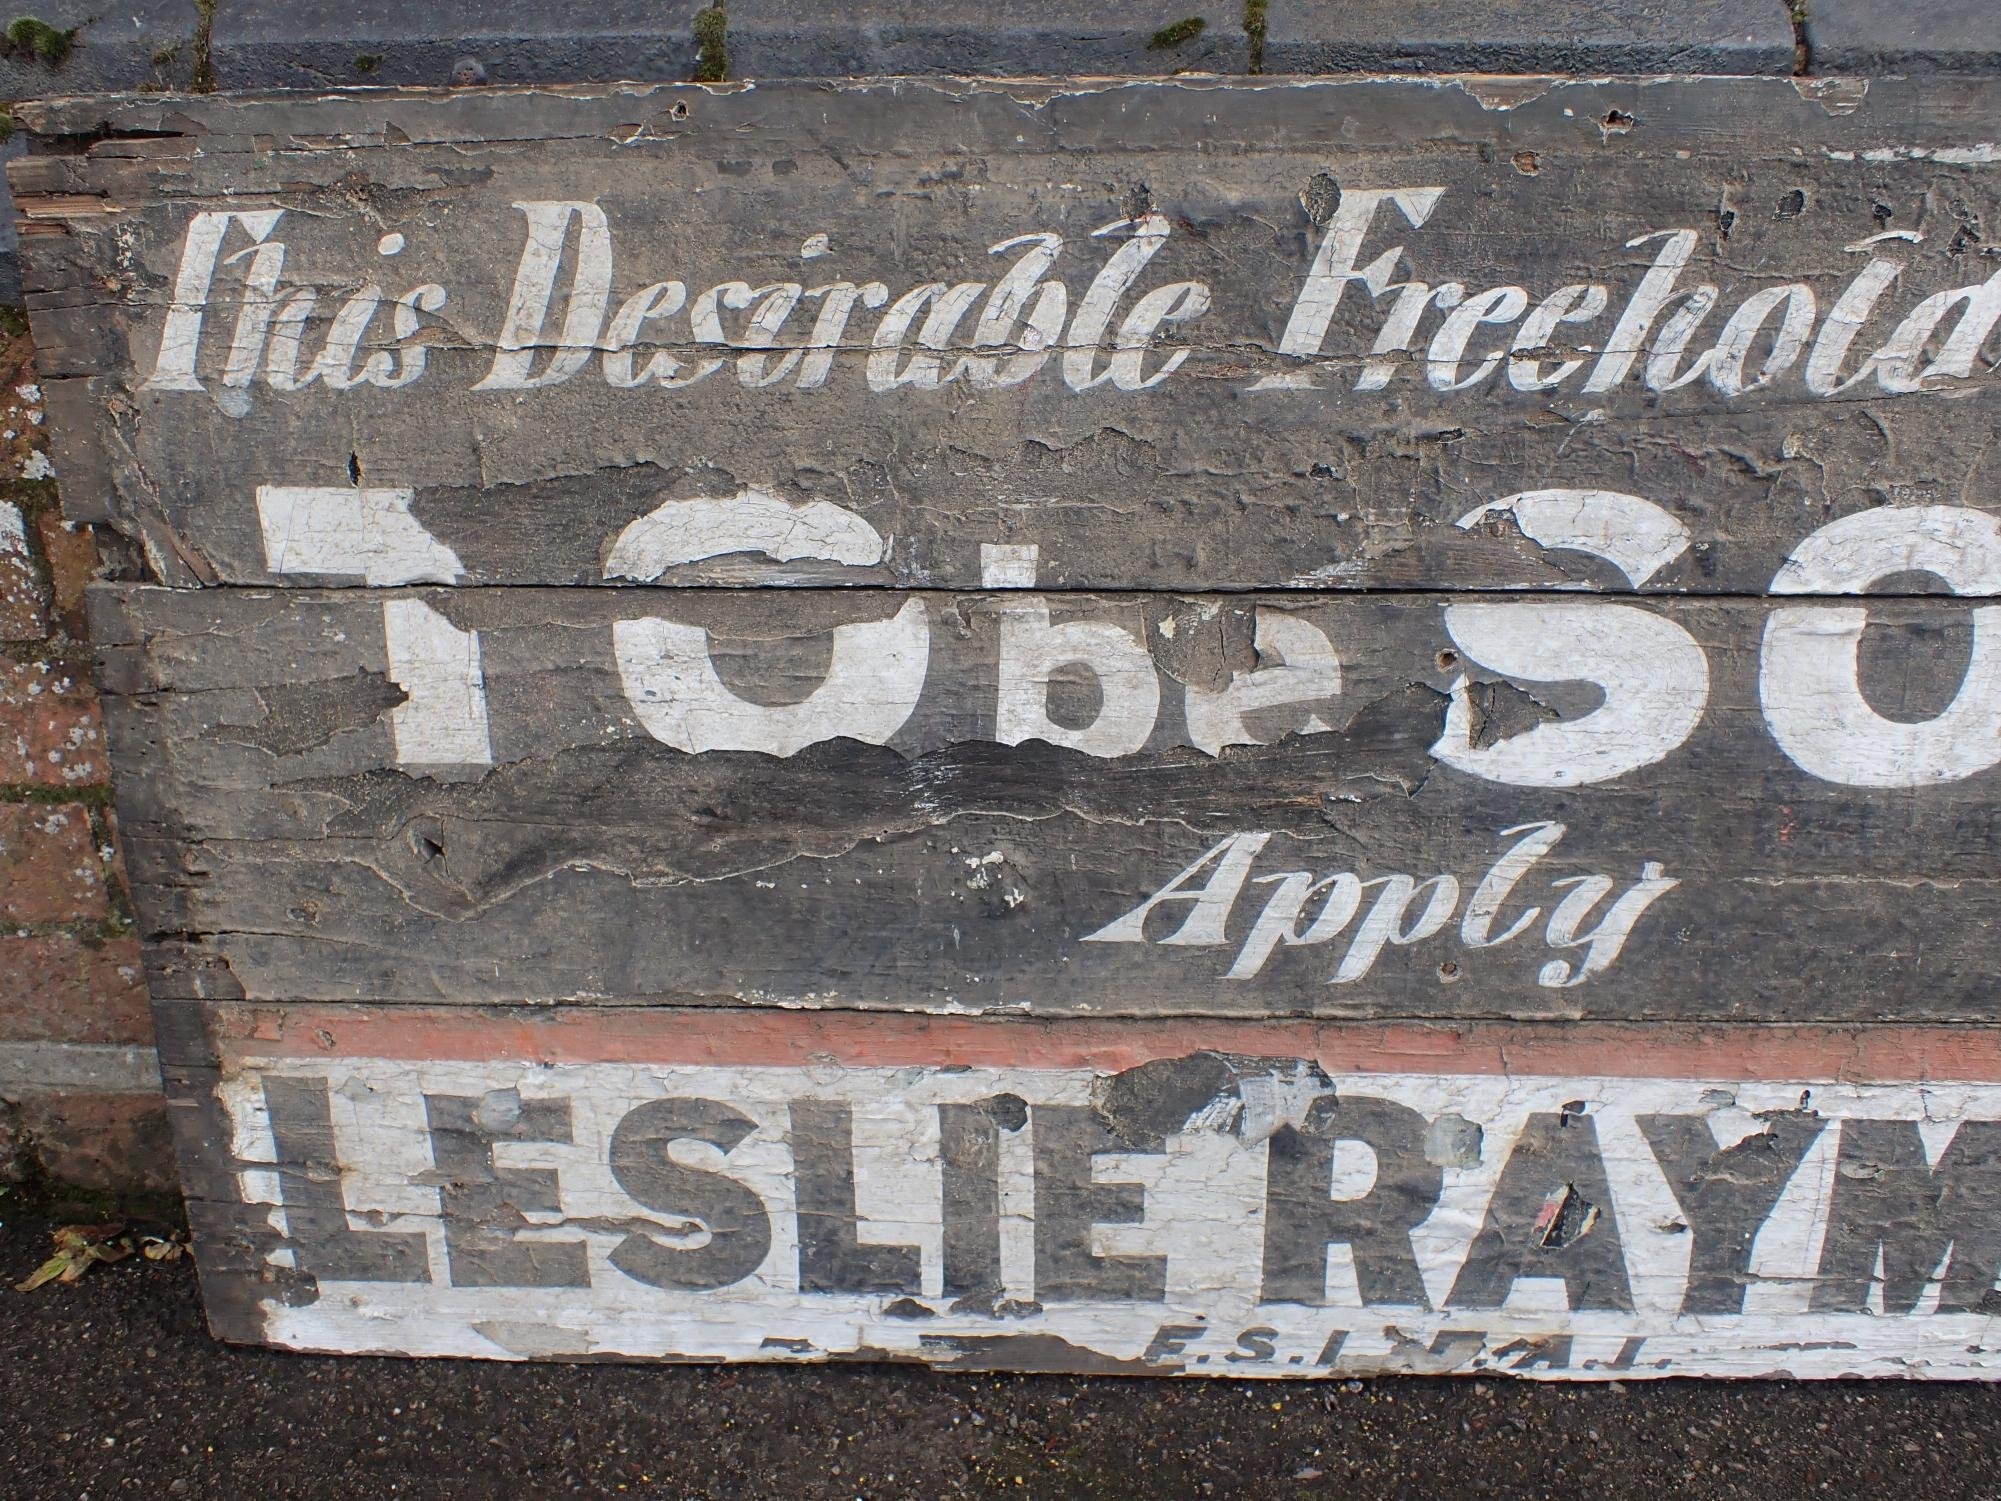 This Desirable Freehold
TO be SO
Apply
LESLIE RAYM
F.S.I. F.A.I.